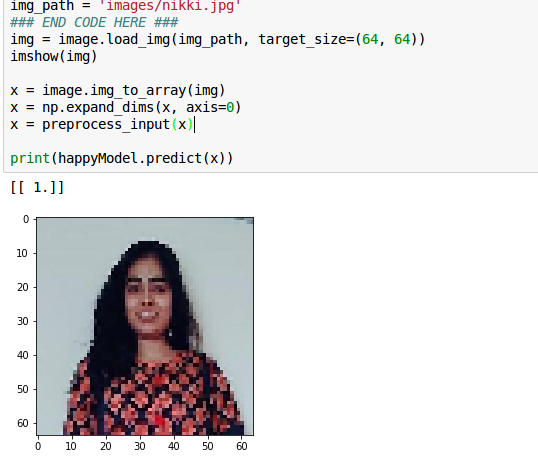 img_path = 'images/nikki.jpg'
### END CODE HERE ###
img = image.load_img(img_path, target_size=(64, 64))
imshow(img)
x = image.img_to_array(img)
x = np.expand_dims(x, axis=0)
x = preprocess_input(x)
print(happyModel.predict(x))
[[ 1.]]
0
10
20
30
40
50
60
0 10 20 30 40 50 60